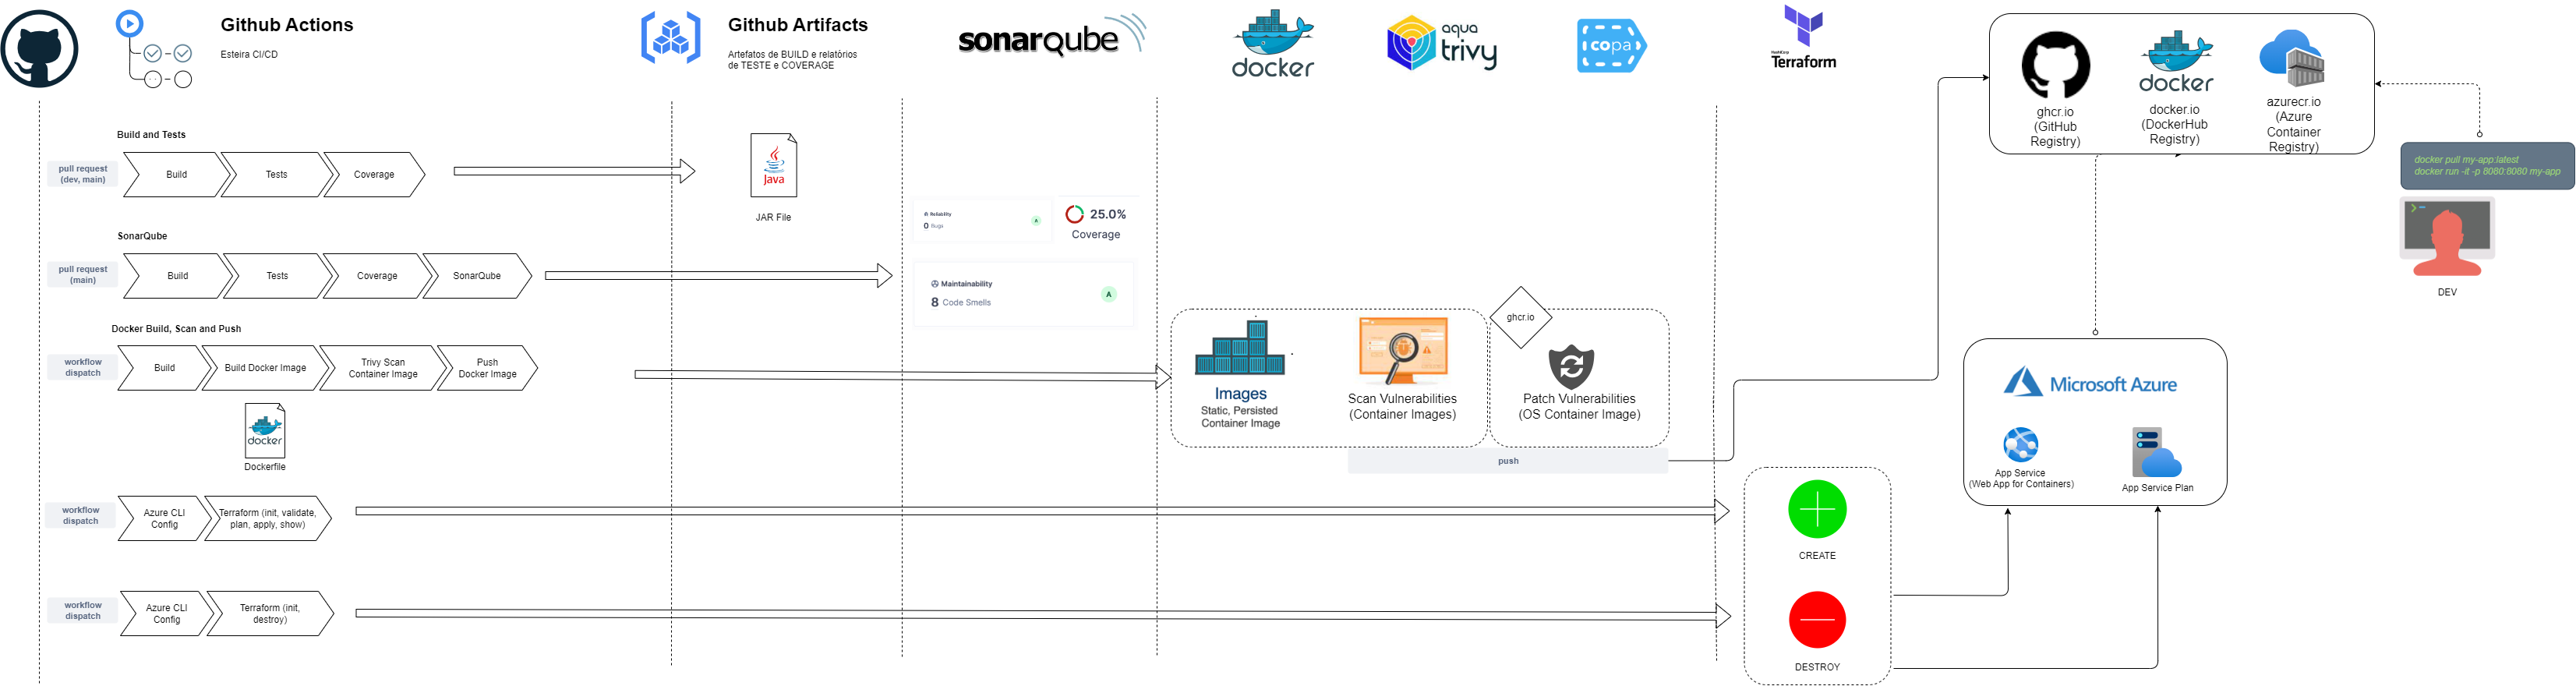 Github Actions
Esteira CI/CD
Github Artifacts
Artefatos de BUILD e relatórios
de TESTE e COVERAGE
sonarqube
docker
aqua
trivy
copa
HashiCorp
Terraform
ghcr.io
(GitHub
Registry)
docker
docker.io
(DockerHub
Registry)
azurecr.io
(Azure
Container
Registry)
docker pull my-app:latest
docker run -it -p 8080:8080 my-app
DEV
Build and Tests
pull request
(dev, main)
Build
Tests
Coverage
Java
JAR File
SonarQube
pull request
(main)
Build
Tests
Coverage
SonarQube
Reliability
0 Bugs
A
25.0%
Coverage
Maintainability
8 Code Smells
A
Docker Build, Scan and Push
workflow
dispatch
Build
Build Docker Image
Trivy Scan
Container Image
Push
Docker Image
docker
Dockerfile
Images
Static, Persisted
Container Image
Scan Vulnerabilities
(Container Images)
ghcr.io
Patch Vulnerabilities
(OS Container Image)
push
Microsoft Azure
App Service
(Web App for Containers)
App Service Plan
workflow
dispatch
Azure CLI
Config
Terraform (init, validate,
plan, apply, show)
CREATE
workflow
dispatch
Azure CLI
Config
Terraform (init,
destroy)
DESTROY